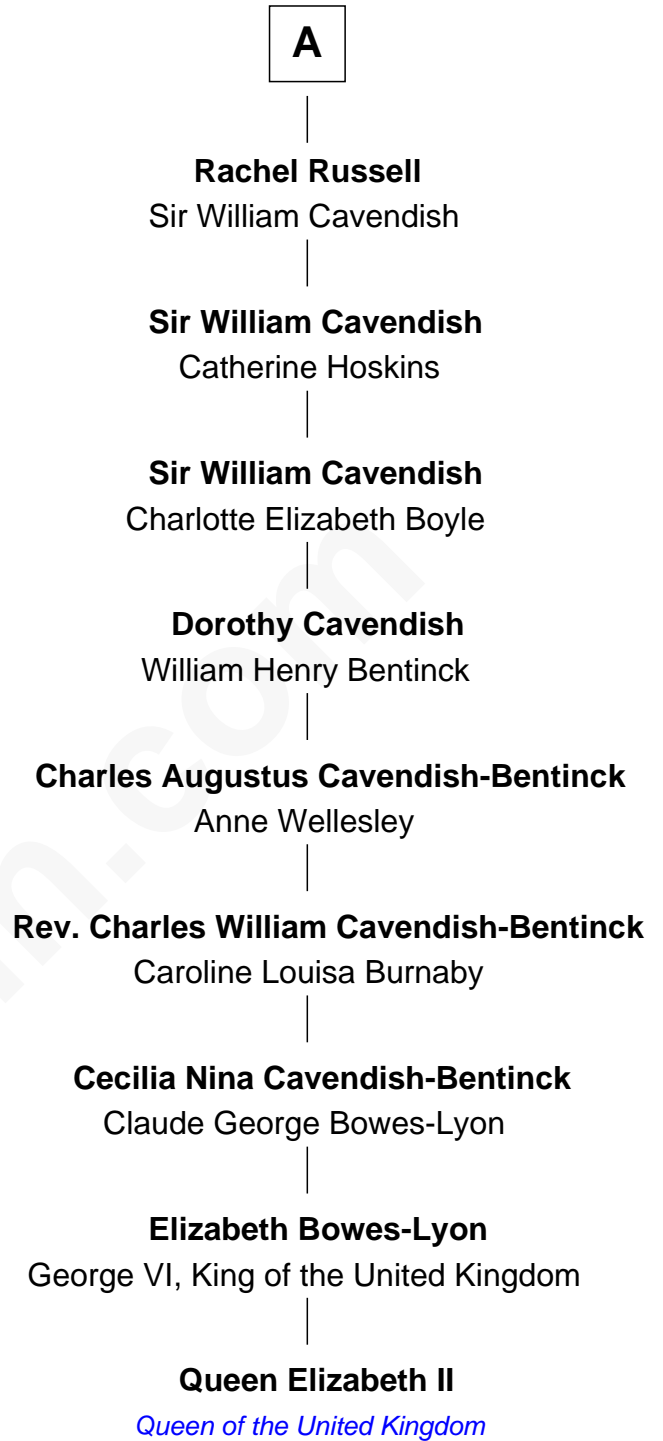 A
Rachel Russell
Sir William Cavendish
Sir William Cavendish
Catherine Hoskins
Sir William Cavendish
Charlotte Elizabeth Boyle
Dorothy Cavendish
William Henry Bentinck
Charles Augustus Cavendish-Bentinck
Anne Wellesley
Rev. Charles William Cavendish-Bentinck
Caroline Louisa Burnaby
Cecilia Nina Cavendish-Bentinck
Claude George Bowes-Lyon
Elizabeth Bowes-Lyon
George VI, King of the United Kingdom
Queen Elizabeth II
Queen of the United Kingdom